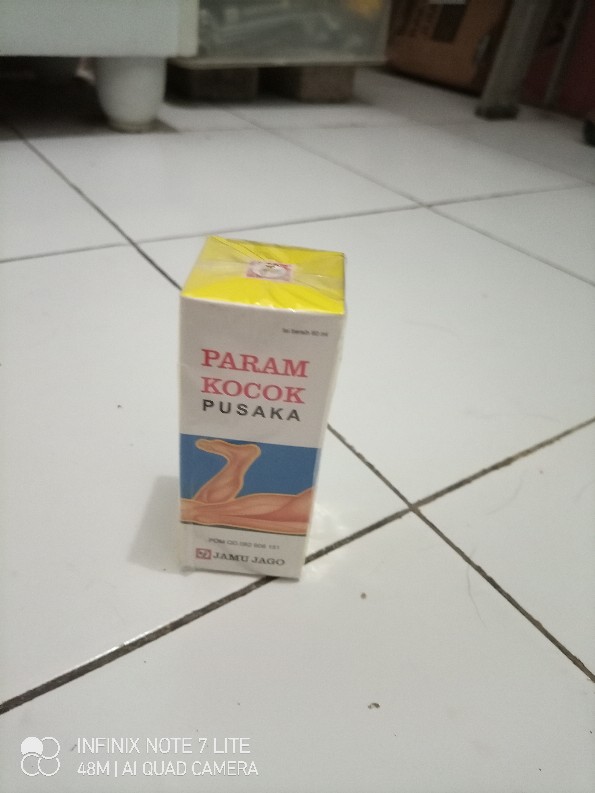 PARAM
KOCOK
PUSAKA
JAMU JAGO
INFINIX NOTE 7 LITE
48M | AI QUAD CAMERA